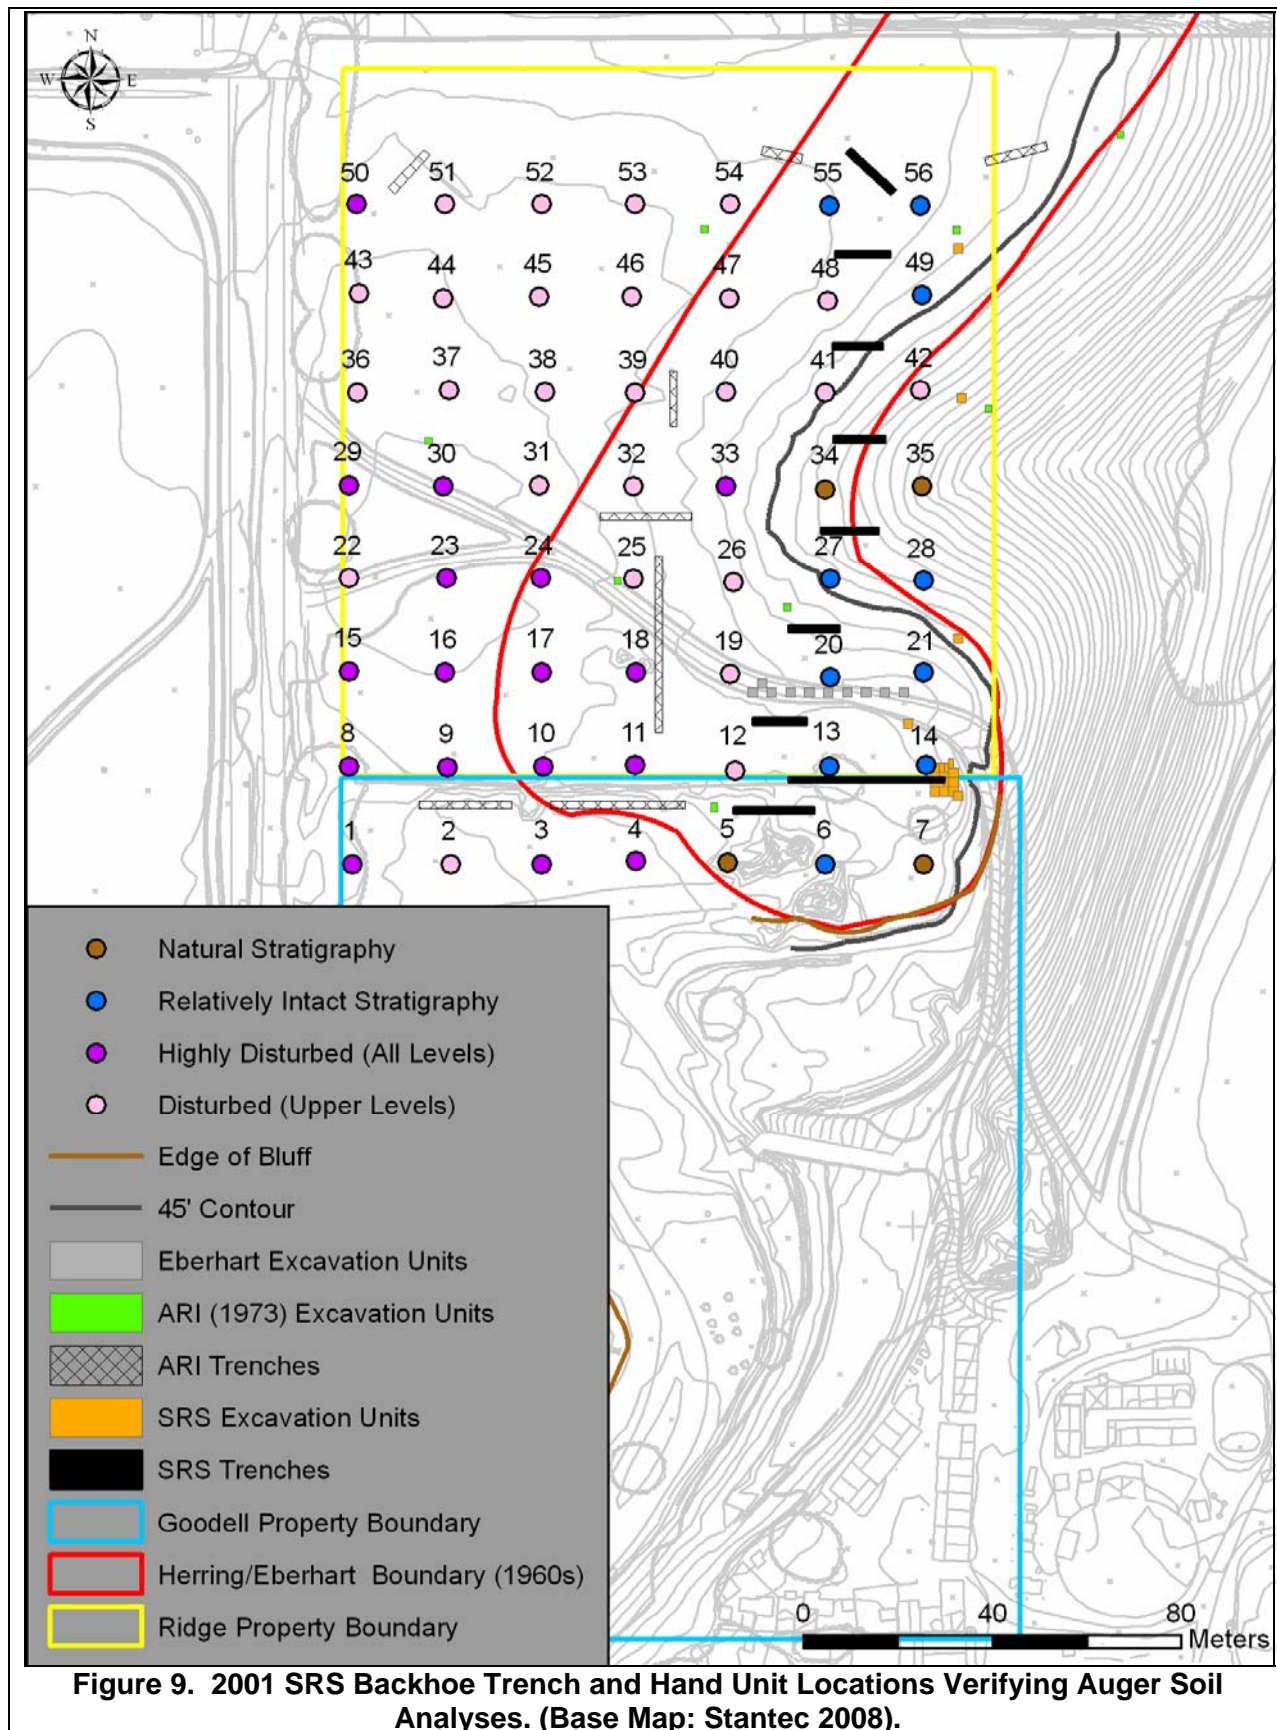 N
W E
S
50 51 52 53 54 55 56
43 44 45 46 47 48 49
36 37 38 39 40 41 42
29 30 31 32 33 34 35
22 23 24 25 26 27 28
15 16 17 18 19 20 21
8 9 10 11 12 13 14
1 2 3 4 5 6 7
Natural Stratigraphy
Relatively Intact Stratigraphy
Highly Disturbed (All Levels)
Disturbed (Upper Levels)
Edge of Bluff
45' Contour
Eberhart Excavation Units
ARI (1973) Excavation Units
ARI Trenches
SRS Excavation Units
SRS Trenches
Goodell Property Boundary
Herring/Eberhart Boundary (1960s)
Ridge Property Boundary
0 40 80
Meters
Figure 9. 2001 SRS Backhoe Trench and Hand Unit Locations Verifying Auger Soil
Analyses. (Base Map: Stantec 2008).